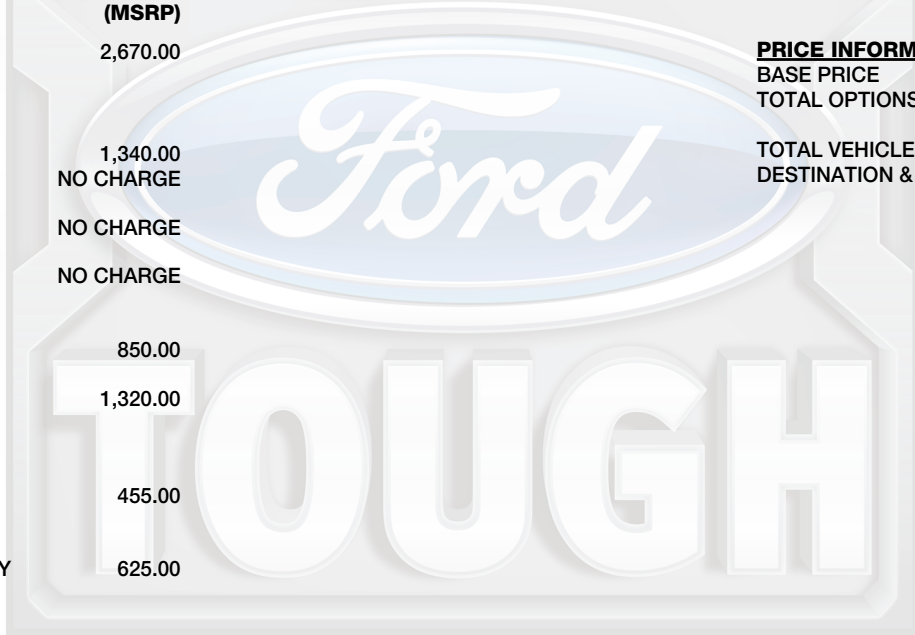 (MSRP)
2,670.00
1,340.00
NO CHARGE
NO CHARGE
NO CHARGE
850.00
1,320.00
455.00
Y 625.00
PRICE INFORM
BASE PRICE
TOTAL OPTIONS
TOTAL VEHICLE
DESTINATION &
Ford
TOUGH